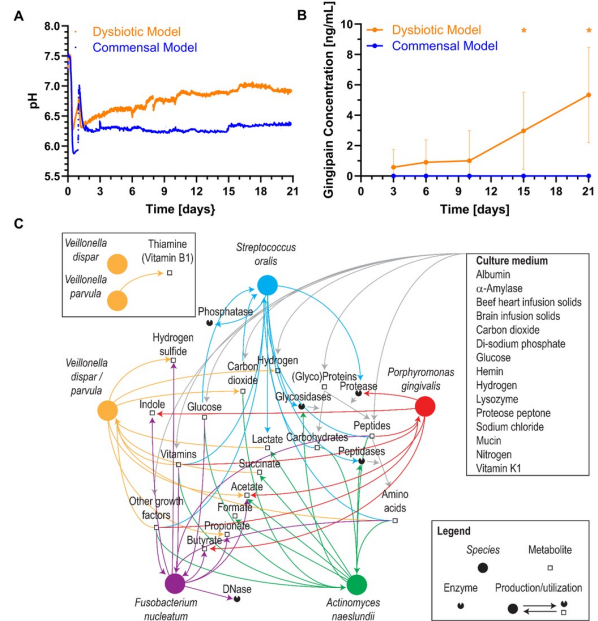 A
Dysbiotic Model
Commensal Model
8.0
7.5
7.0
6.5
6.0
5.5
pH
0 3 6 9 12 15 18 21
Time [days}
B
Dysbiotic Model
Commensal Model
10
8
6
4
2
0
Gingipain Concentration [ng/mL]
* *
0 3 6 9 12 15 18 21
Time [days}
C
Veillonella
dispar
Veillonella
parvula
Thiamine
(Vitamin B1)
Streptococcus
oralis
Phosphatase
Hydrogen
sulfide
Carbon
dioxide
Hydrogen
(Glyco)Proteins
Protease
Porphyromonas
gingivalis
Veillonella
dispar /
parvula
Indole
Glucose
Glycosidases
Peptides
Lactate
Carbohydrates
Peptidases
Vitamins
Succinate
Acetate
Amino
acids
Other growth
factors
Formate
Propionate
Butyrate
DNase
Fusobacterium
nucleatum
Actinomyces
naeslundii
Culture medium
Albumin
α-Amylase
Beef heart infusion solids
Brain infusion solids
Carbon dioxide
Di-sodium phosphate
Glucose
Hemin
Hydrogen
Lysozyme
Proteose peptone
Sodium chloride
Mucin
Nitrogen
Vitamin K1
Legend
Species
Metabolite
Enzyme
Production/utilization